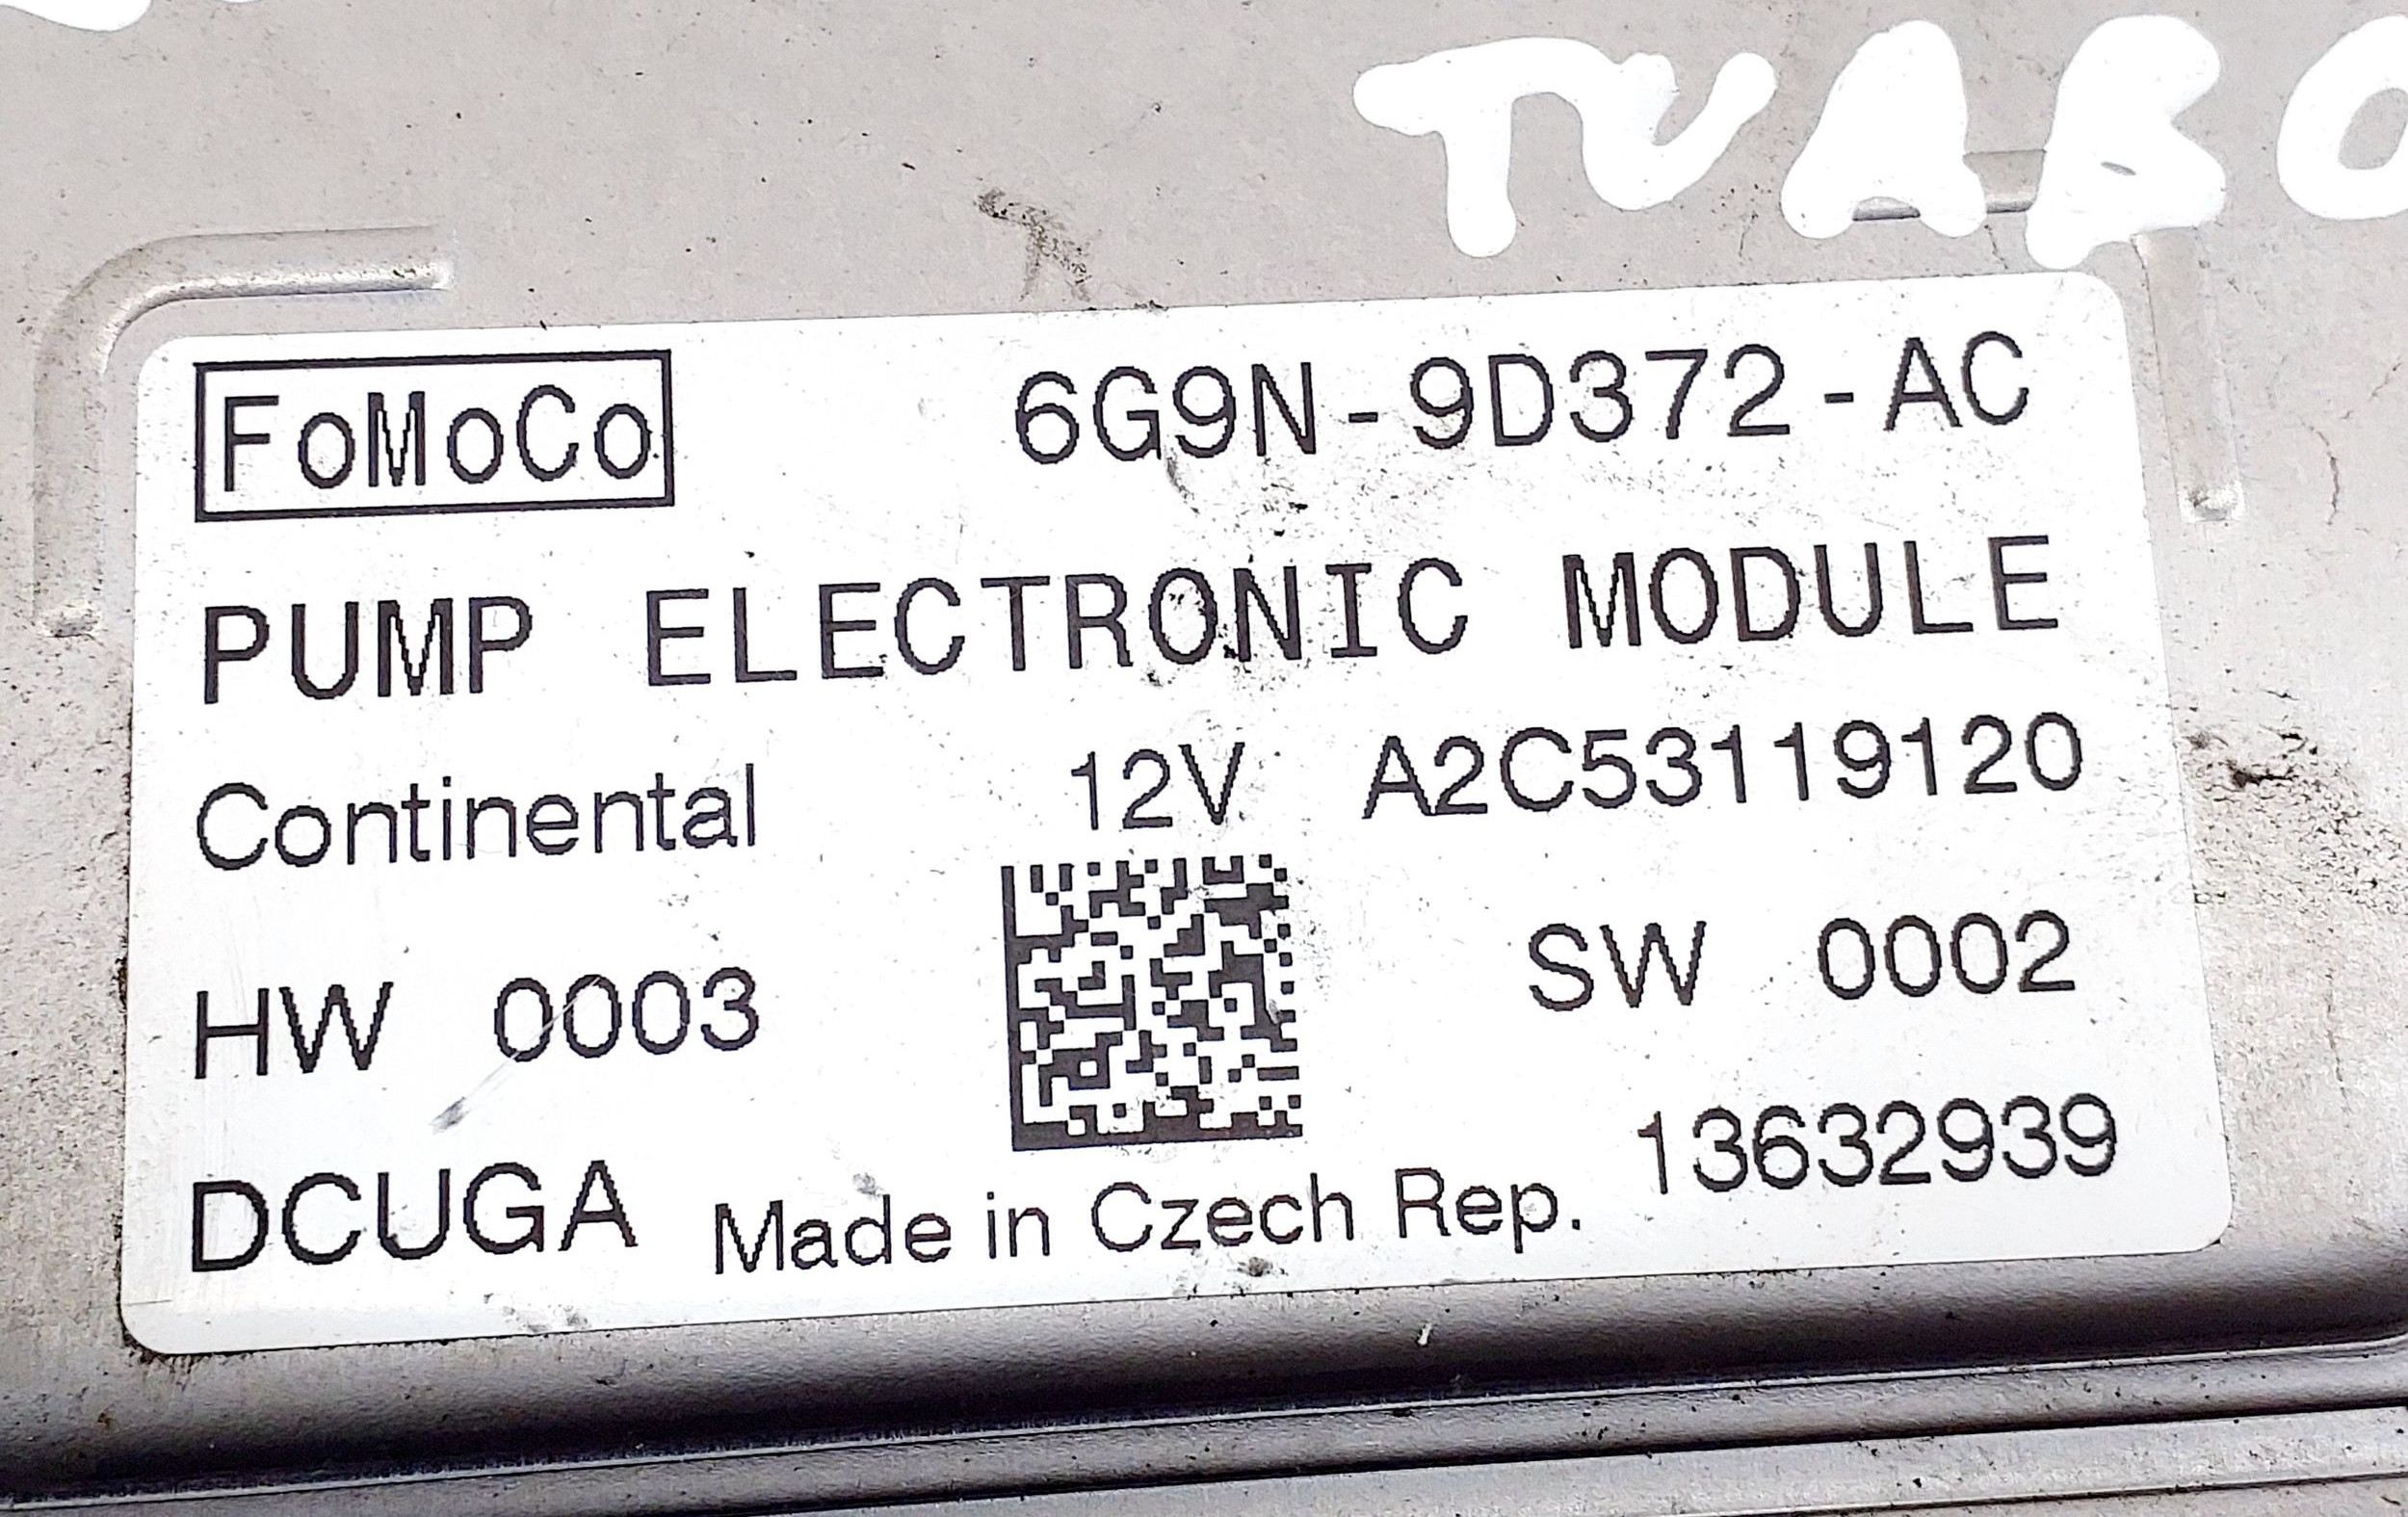 TURBO
FoMoCo 6G9N-9D372-AC
PUMP ELECTRONIC MODULE
Continental 12V A2C53119120
HW 0003 SW 0002
DCUGA Made in Czech Rep. 13632939